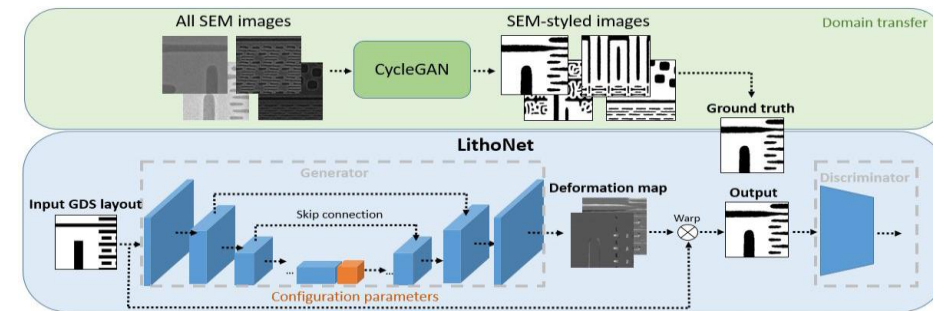 All SEM images
SEM-styled images
Domain transfer
CycleGAN
Ground truth
LithoNet
Generator
Discriminator
Input GDS layout
Skip connection
Deformation map
Warp
Output
...
...
Configuration parameters